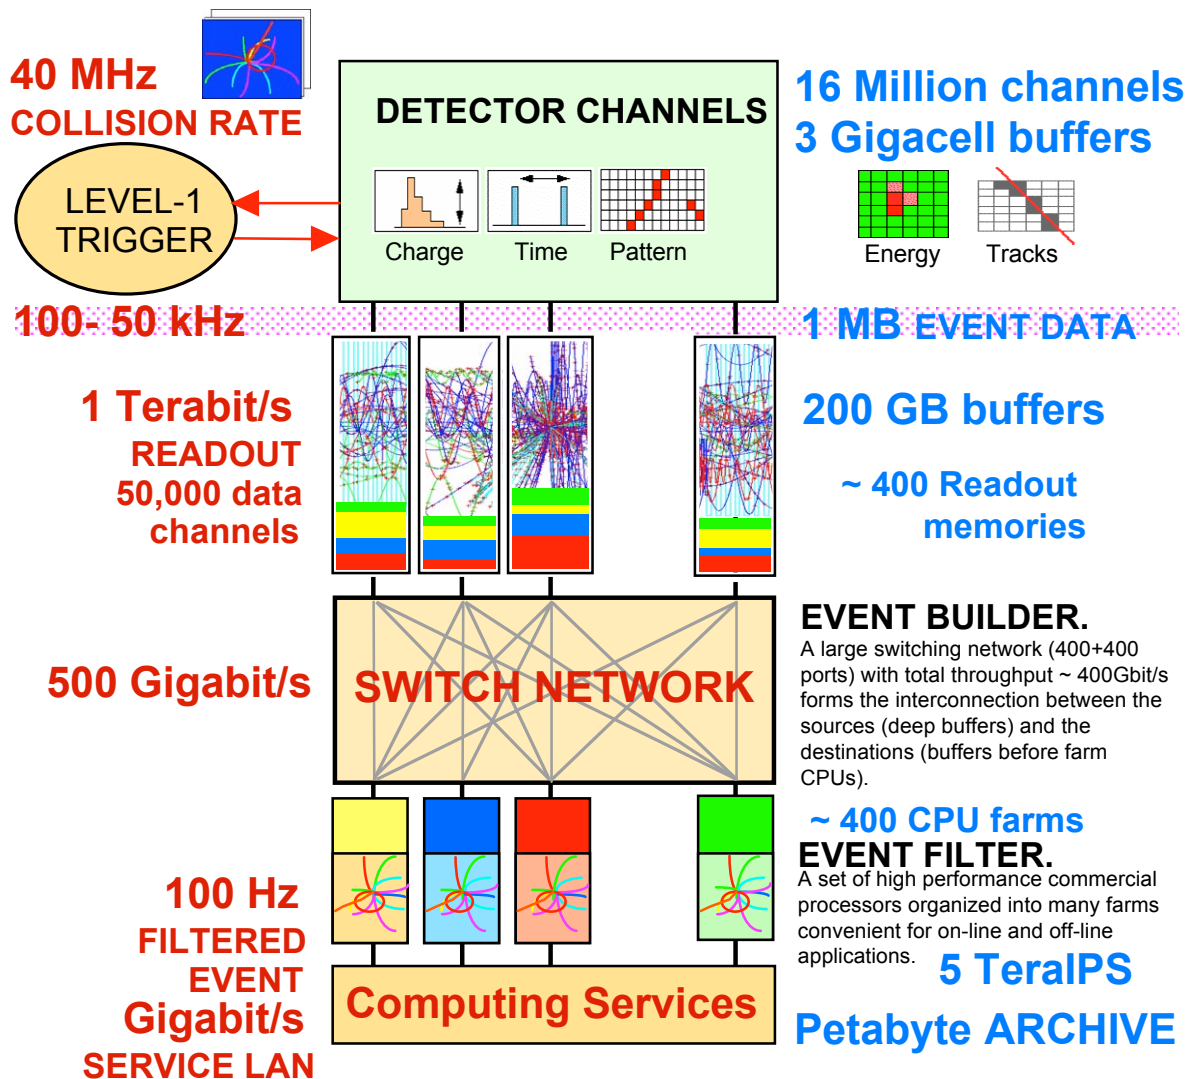 40 MHz
COLLISION RATE
LEVEL-1
TRIGGER
DETECTOR CHANNELS
Charge
Time
Pattern
16 Million channels
3 Gigacell buffers
Energy
Tracks
100- 50 kHz
1 MB EVENT DATA
1 Terabit/s
READOUT
50,000 data
channels
200 GB buffers
~ 400 Readout
memories
500 Gigabit/s
SWITCH NETWORK
EVENT BUILDER.
A large switching network (400+400
ports) with total throughput ~ 400Gbit/s
forms the interconnection between the
sources (deep buffers) and the
destinations (buffers before farm
CPUs).
~ 400 CPU farms
EVENT FILTER.
A set of high performance commercial
processors organized into many farms
convenient for on-line and off-line
applications.
5 TeraIPS
100 Hz
FILTERED
EVENT
Gigabit/s
SERVICE LAN
Computing Services
Petabyte ARCHIVE